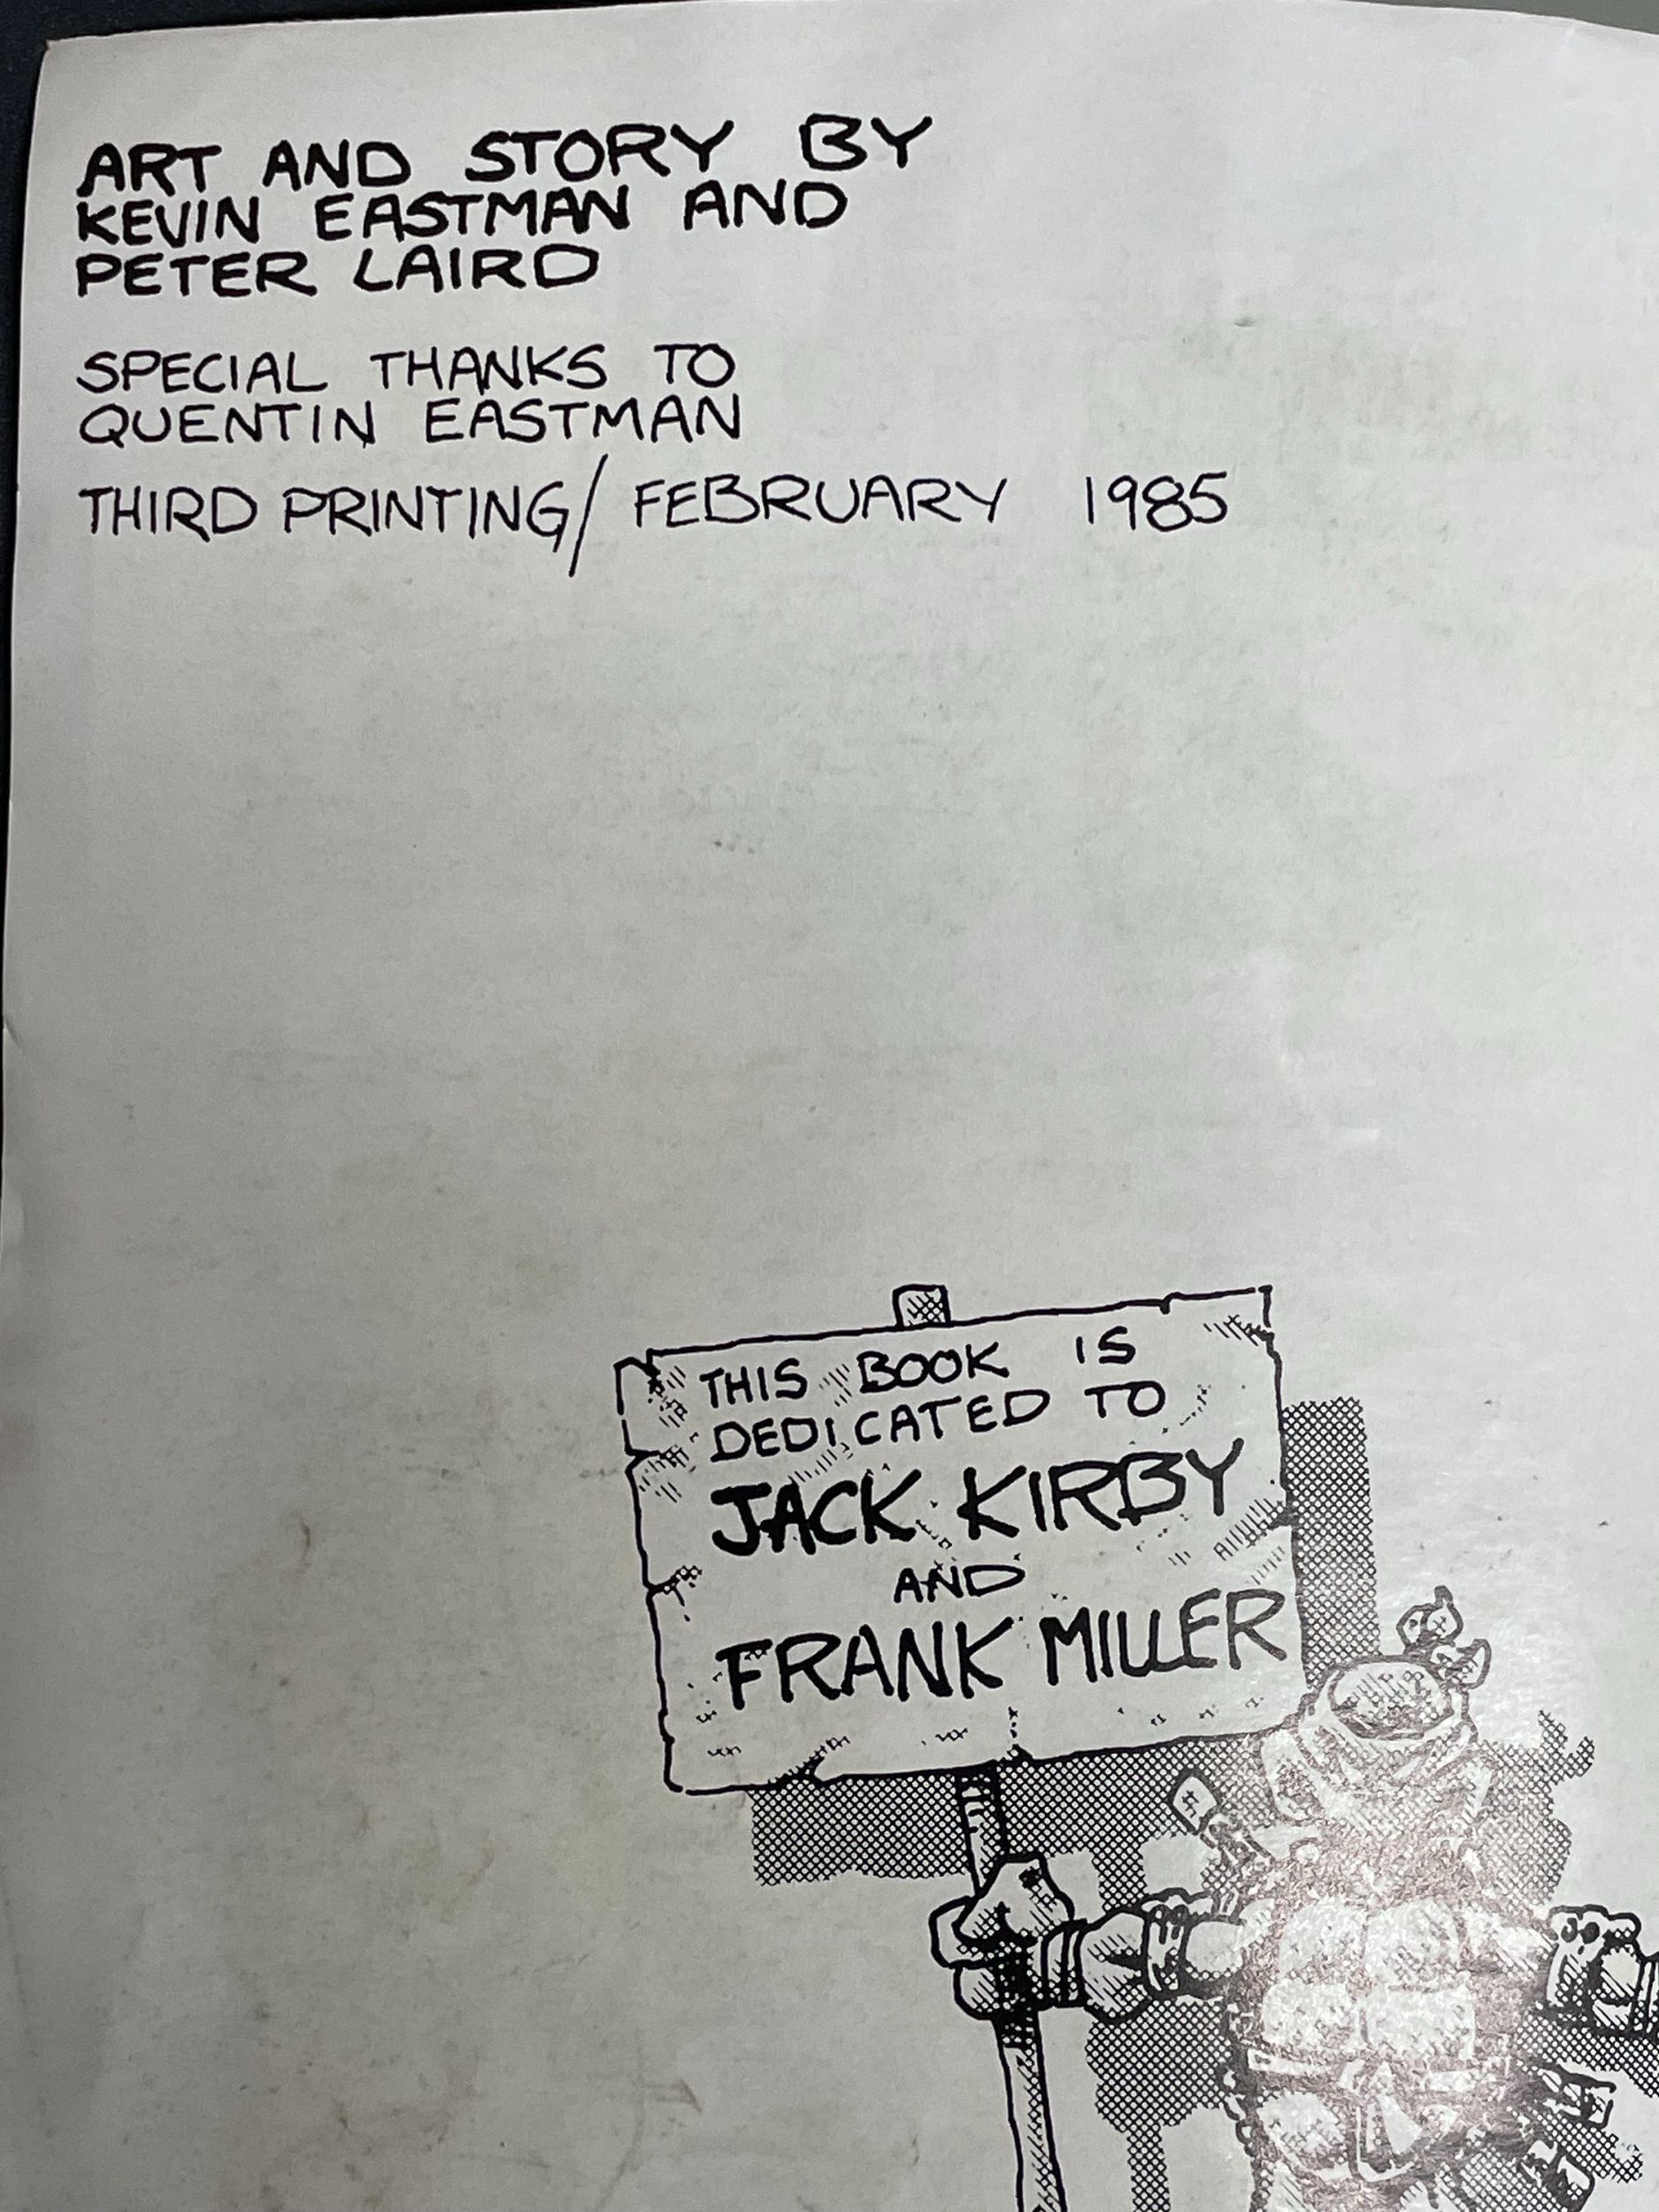 ART AND STORY BY
KEVIN EASTMAN AND
PETER LAIRD
SPECIAL THANKS TO
QUENTIN EASTMAN
THIRD PRINTING/ FEBRUARY 1985
THIS BOOK IS
DEDICATED TO
JACK KIRBY
AND
FRANK MILLER